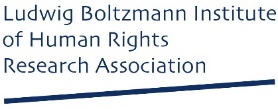 Ludwig Boltzmann Institute
of Human Rights
Research Association